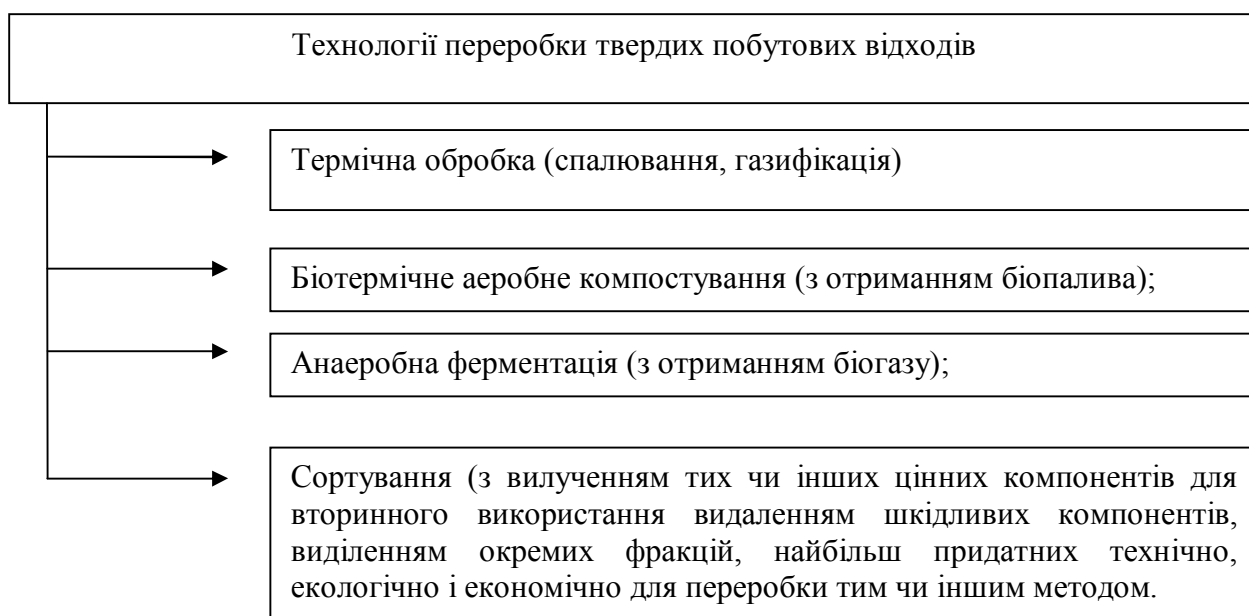 Технології переробки твердих побутових відходів
Термічна обробка (спалювання, газифікація)
Біотермічне аеробне компостування (з отриманням біопалива);
Анаеробна ферментація (з отриманням біогазу);
Сортування (з вилученням тих чи інших цінних компонентів для
вторинного використання видаленням шкідливих компонентів,
виділенням окремих фракцій, найбільш придатних технічно,
екологічно і економічно для переробки тим чи іншим методом.